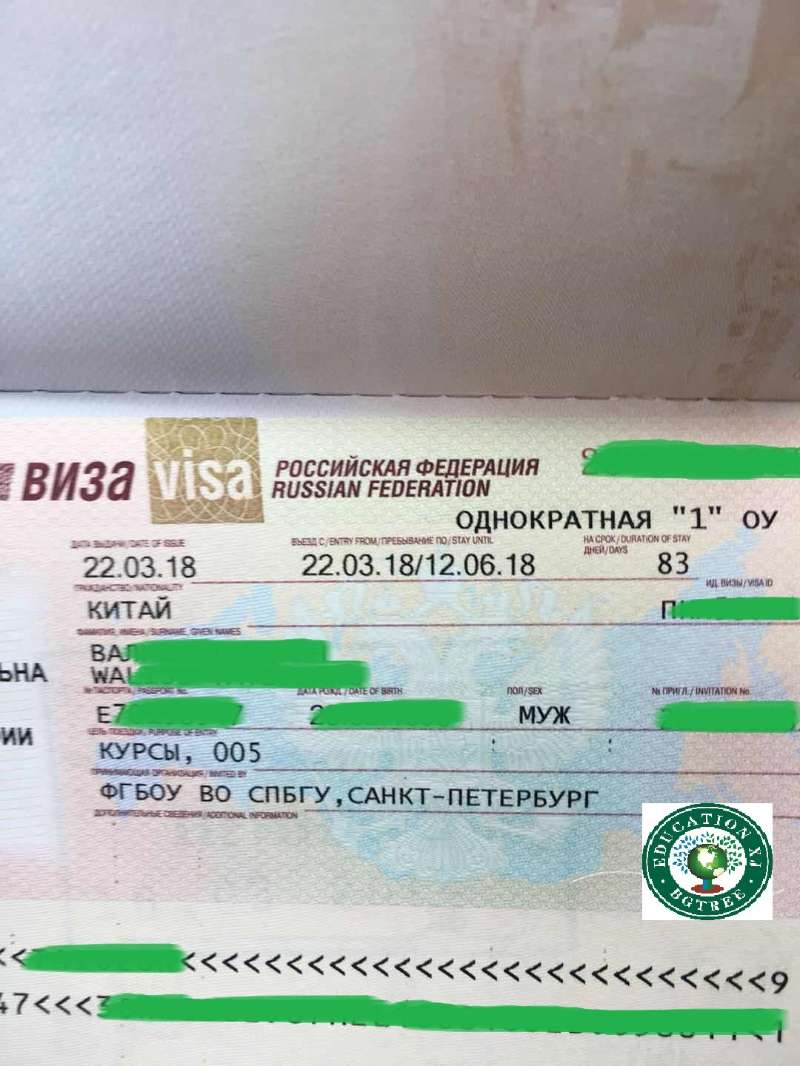 ВИЗА visa РОССИЙСКАЯ ФЕДЕРАЦИЯ
RUSSIAN FEDERATION
ОДНОКРАТНАЯ "1" ОУ
ДАТА ВЫДАЧИ/DATE OF ISSUE ВЪЕЗД С/ENTRY FROM/ПРЕБЫВАНИЕ ПО/STAY UNTIL НА СРОК/DURATION OF STAY
ДНЕЙ/DAYS
22.03.18 22.03.18/12.06.18 83
ГРАЖДАНСТВО/NATIONALITY ИД. ВИЗЫ/VISA ID
КИТАЙ
ФАМИЛИЯ, ИМЕНА/SURNAME, GIVEN NAMES
ВАЛ
ЬНА WA
№ ПАСПОРТА/PASSPORT No. ДАТА РОЖД./DATE OF BIRTH ПОЛ/SEX № ПРИГЛ./INVITATION No.
E7 МУЖ
ИИ ЦЕЛЬ ПОЕЗДКИ/PURPOSE OF ENTRY
КУРСЫ, 005
ПРИНИМАЮЩАЯ ОРГАНИЗАЦИЯ/INVITED BY
ФГБОУ ВО СПБГУ,САНКТ-ПЕТЕРБУРГ
ДОПОЛНИТЕЛЬНЫЕ СВЕДЕНИЯ/ADDITIONAL INFORMATION
EDUCATION XJ
BGTREE
<<<<<<<<<<<<<<<<<<<<<<<<9
47<<<3 <1